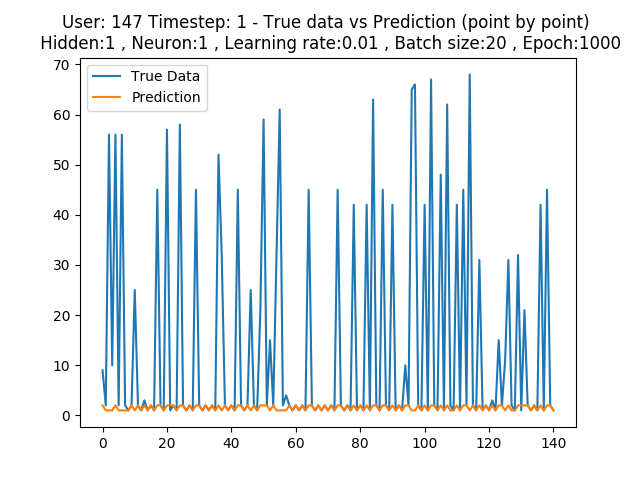 User: 147 Timestep: 1 - True data vs Prediction (point by point)
Hidden:1 , Neuron:1 , Learning rate:0.01 , Batch size:20 , Epoch:1000
True Data
Prediction
70
60
50
40
30
20
10
0
0 20 40 60 80 100 120 140